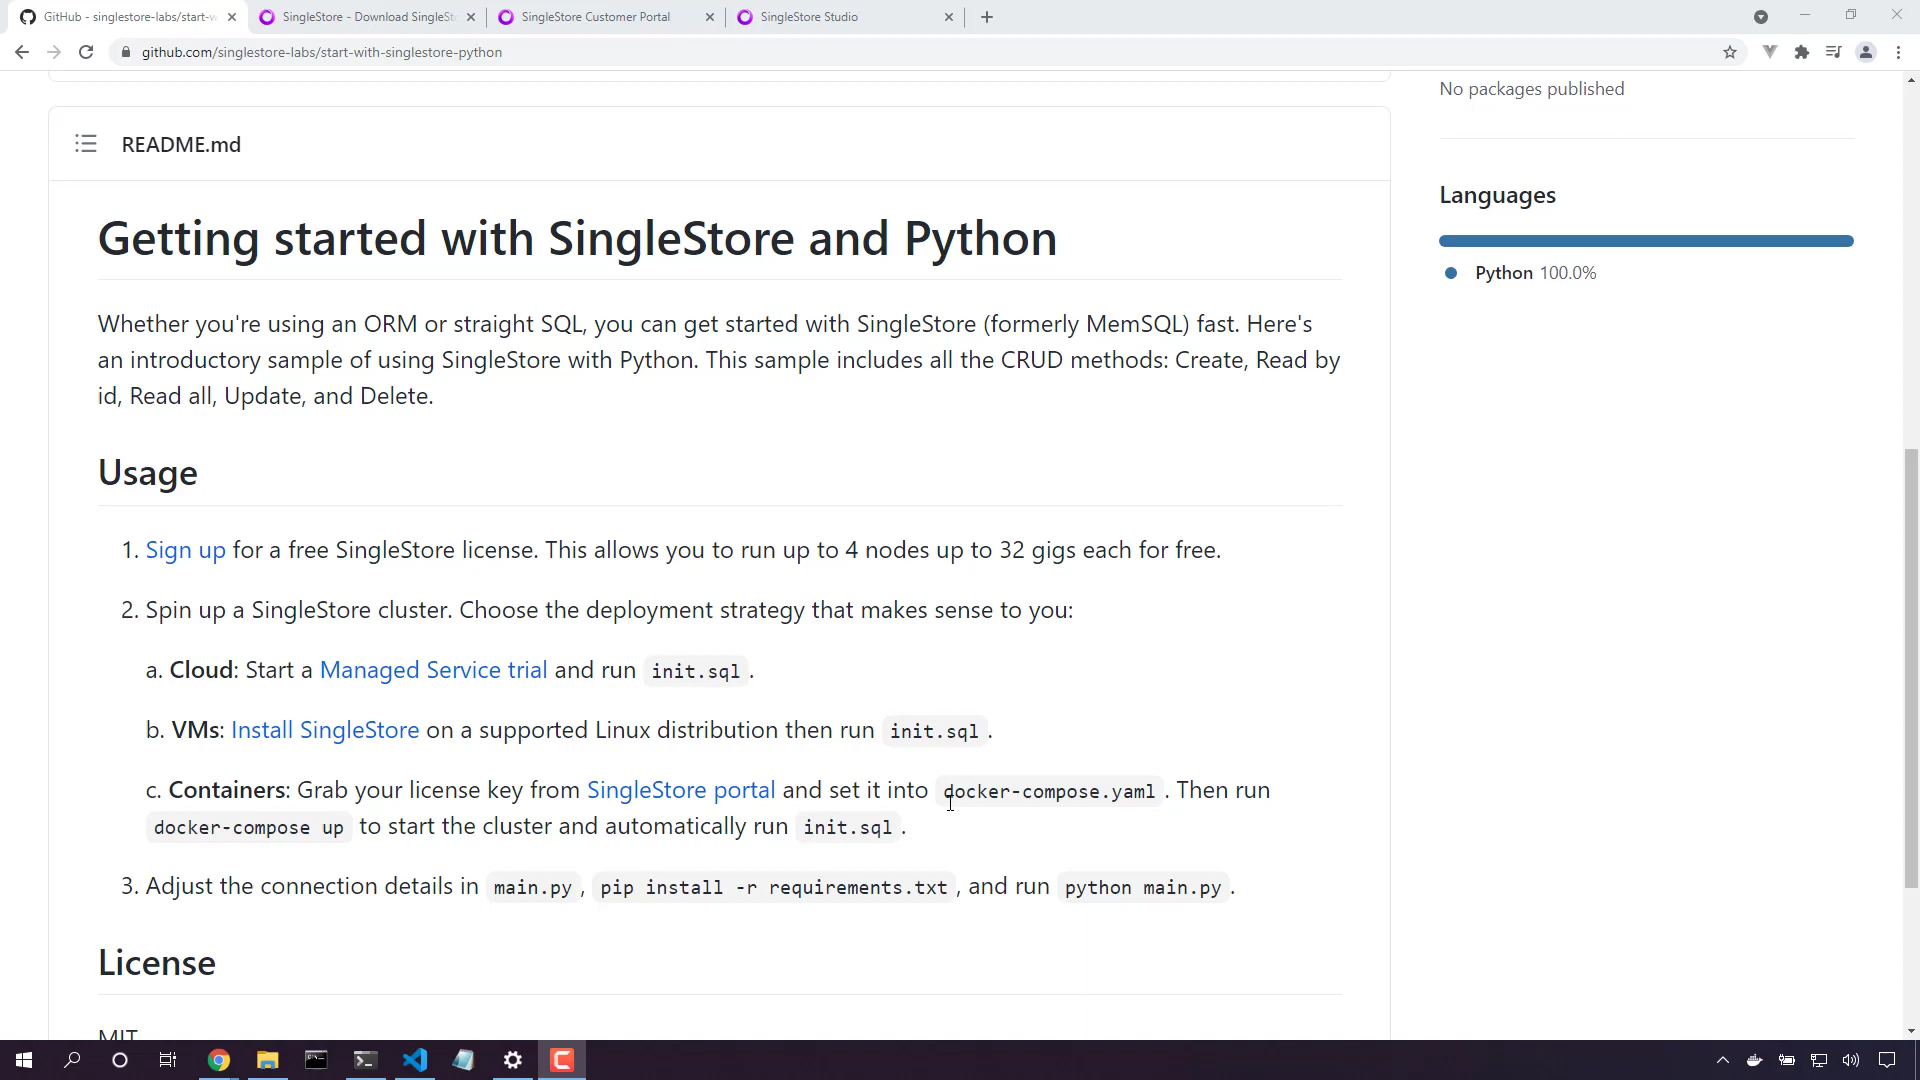 GitHub - singlestore-labs/start-w
SingleStore - Download SingleSt
SingleStore Customer Portal
SingleStore Studio
github.com/singlestore-labs/start-with-singlestore-python
No packages published
README.md
Languages
Python 100.0%
Getting started with SingleStore and Python
Whether you're using an ORM or straight SQL, you can get started with SingleStore (formerly MemSQL) fast. Here's
an introductory sample of using SingleStore with Python. This sample includes all the CRUD methods: Create, Read by
id, Read all, Update, and Delete.
Usage
1. Sign up for a free SingleStore license. This allows you to run up to 4 nodes up to 32 gigs each for free.
2. Spin up a SingleStore cluster. Choose the deployment strategy that makes sense to you:
a. Cloud: Start a Managed Service trial and run init.sql.
b. VMs: Install SingleStore on a supported Linux distribution then run init.sql.
c. Containers: Grab your license key from SingleStore portal and set it into docker-compose.yaml. Then run
docker-compose up to start the cluster and automatically run init.sql.
3. Adjust the connection details in main.py, pip install -r requirements.txt, and run python main.py.
License
MIT